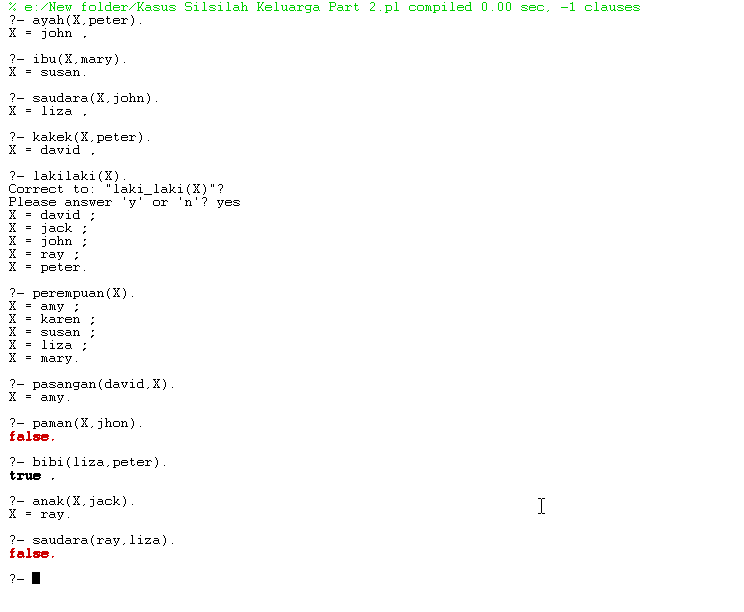 % e:/New folder/Kasus Silsilah Keluarga Part 2.pl compiled 0.00 sec, -1 clauses
?- ayah(X,peter).
X = john .
?- ibu(X,mary).
X = susan.
?- saudara(X,john).
X = liza .
?- kakek(X,peter).
X = david .
?- lakilaki(X).
Correct to: "laki_laki(X)"?
Please answer 'y' or 'n'? yes
X = david ;
X = jack ;
X = john ;
X = ray ;
X = peter.
?- perempuan(X).
X = amy ;
X = karen ;
X = susan ;
X = liza ;
X = mary.
?- pasangan(david,X).
X = amy.
?- paman(X,jhon).
false.
?- bibi(liza,peter).
true .
?- anak(X,jack).
X = ray.
?- saudara(ray,liza).
false.
?-